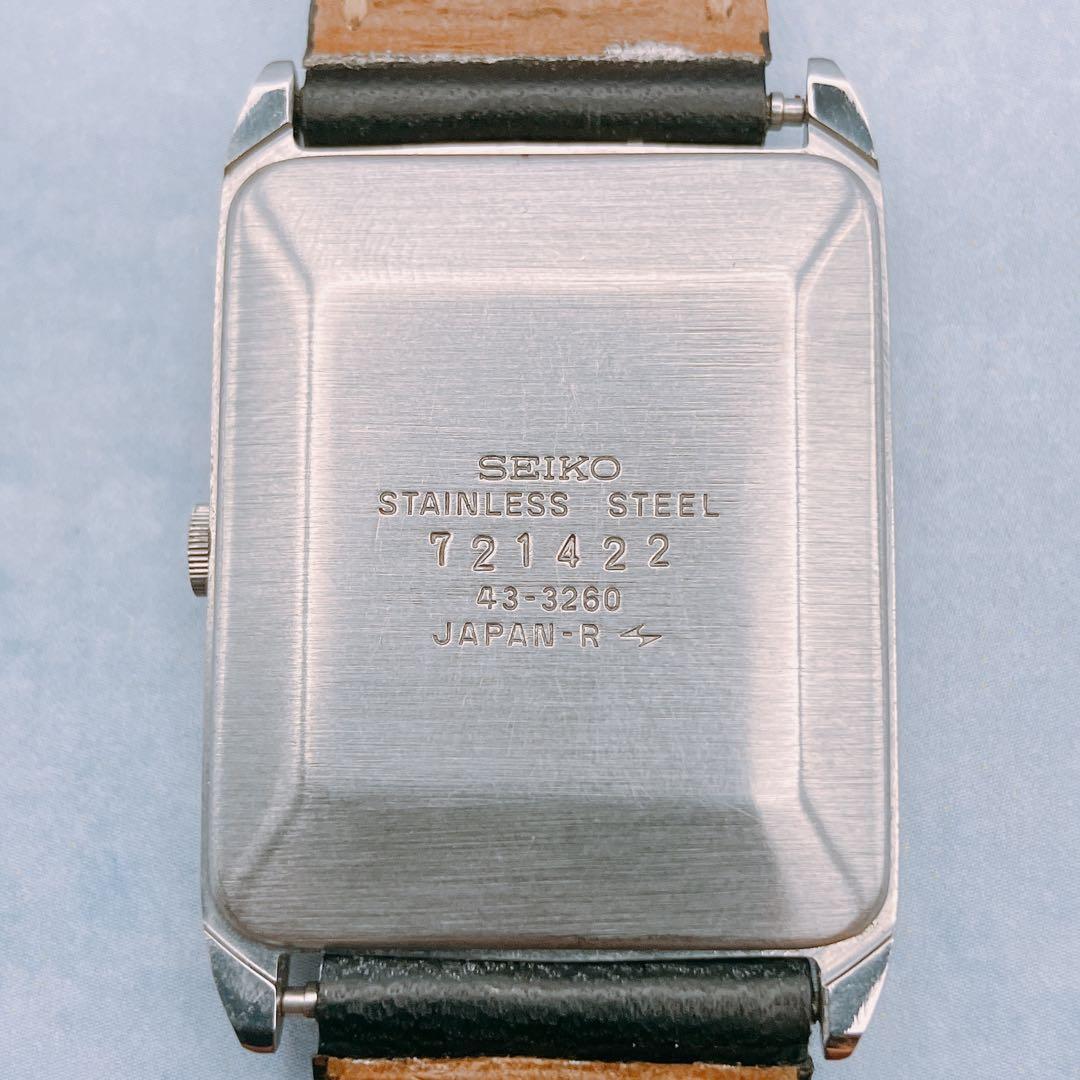 SEIKO
STAINLESS STEEL
721422
43-3260
JAPAN-R